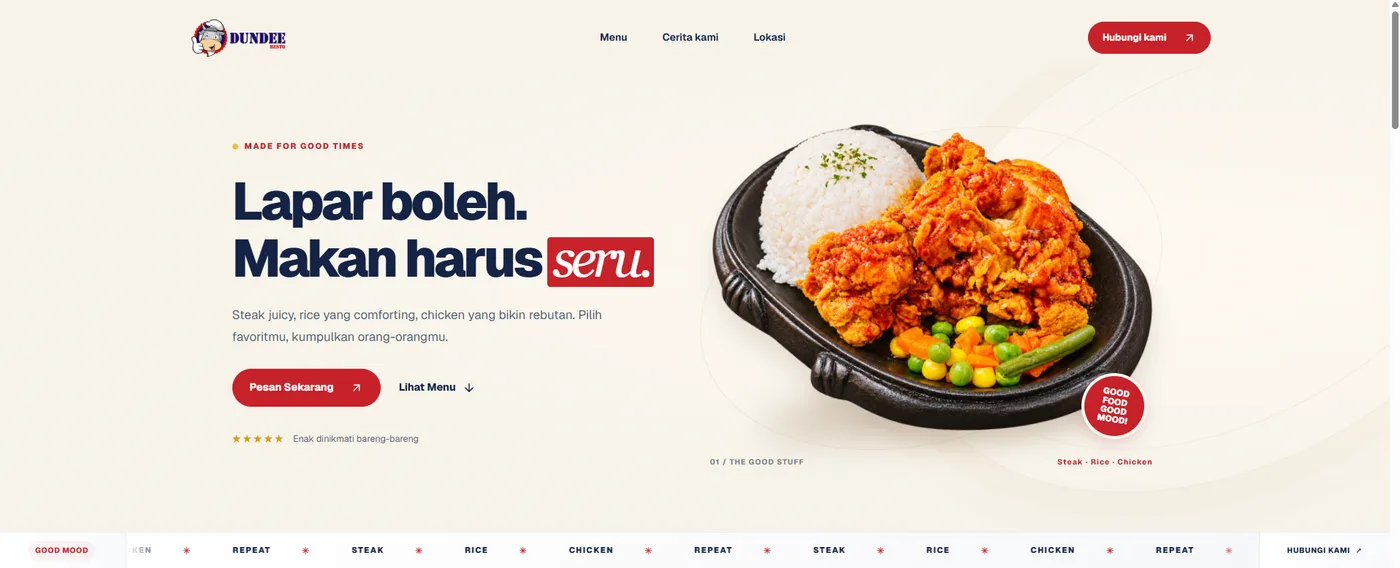 DUNDEE
RESTO
Menu
Cerita kami
Lokasi
Hubungi kami
MADE FOR GOOD TIMES
Lapar boleh.
Makan harus seru.
Steak juicy, rice yang comforting, chicken yang bikin rebutan. Pilih
favoritmu, kumpulkan orang-orangmu.
Pesan Sekarang
Lihat Menu
Enak dinikmati bareng-bareng
GOOD
FOOD
GOOD
MOOD!
01 / THE GOOD STUFF
Steak · Rice · Chicken
GOOD MOOD
KEN * REPEAT * STEAK * RICE * CHICKEN * REPEAT * STEAK * RICE * CHICKEN * REPEAT *
HUBUNGI KAMI ↗